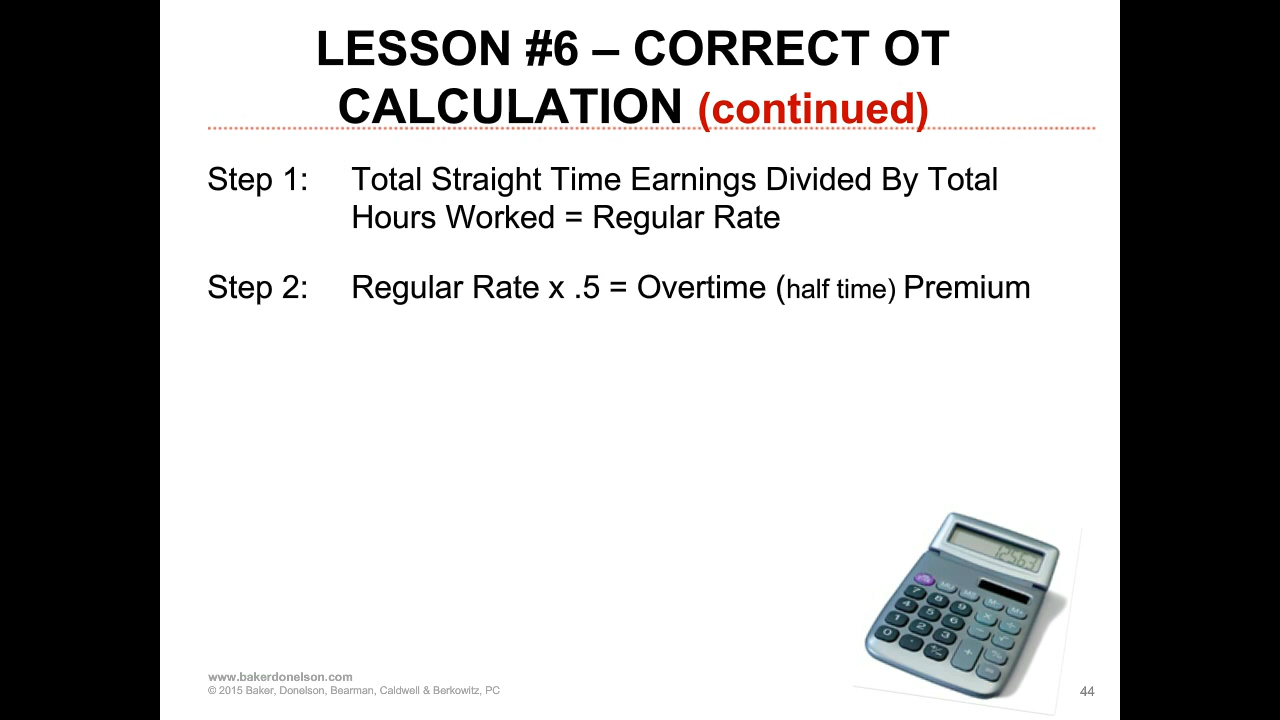 LESSON #6 – CORRECT OT
CALCULATION (continued)
Step 1: Total Straight Time Earnings Divided By Total
Hours Worked = Regular Rate
Step 2: Regular Rate x .5 = Overtime (half time) Premium
www.bakerdonelson.com
© 2015 Baker, Donelson, Bearman, Caldwell & Berkowitz, PC
44